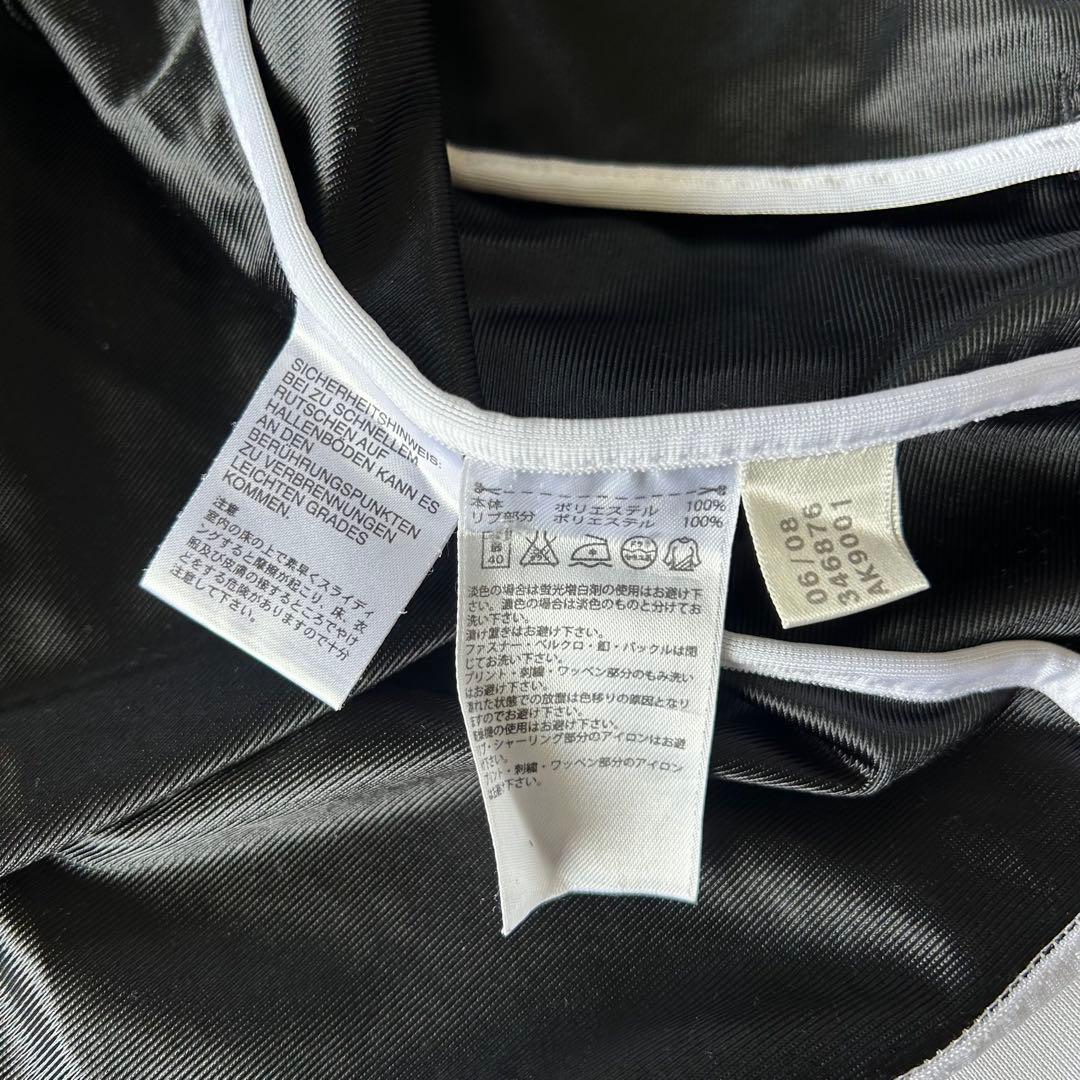 SICHERHEITSHINWEIS:
BEI ZU SCHNELLEM
RUTSCHEN AUF
HALLENBÖDEN KANN ES
AN DEN
BERÜHRUNGSPUNKTEN
ZU VERBRENNUNGEN
LEICHTEN GRADES
KOMMEN.
注意
室内の床の上で素早くスライディ
ングすると摩擦が起こり、床、衣
服及び皮膚の接するところでやけ
どをする危険がありますので十分
注意して下さい。
本体 ポリエステル 100%
リブ部分 ポリエステル 100%
40
淡色の場合は蛍光増白剤の使用はお避け下
さい。濃色の場合は淡色のものと分けてお
洗い下さい。
漬け置きはお避け下さい。
ファスナー・ベルクロ・釦・バックルは閉
じてお洗い下さい。
プリント・刺繍・ワッペン部分のもみ洗い
はお避け下さい。
濡れた状態での放置は色移りの原因となり
ますのでお避け下さい。
乾燥機の使用はお避け下さい。
リブ・シャーリング部分のアイロンはお避
け下さい。
プリント・刺繍・ワッペン部分のアイロン
はお避け下さい。
06/08
346876
AK9001